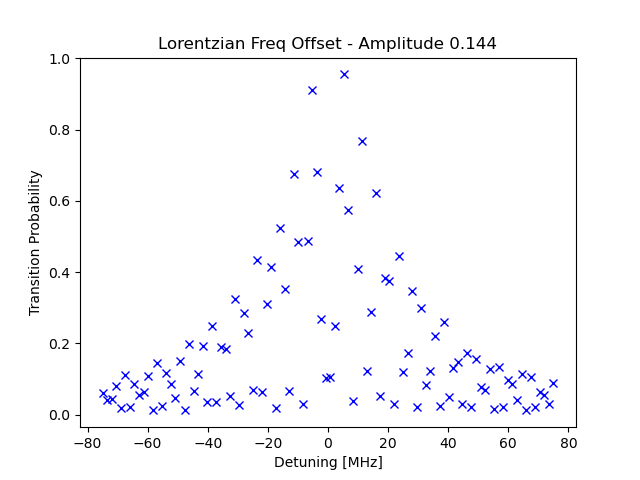 Lorentzian Freq Offset - Amplitude 0.144
1.0
0.8
0.6
0.4
0.2
0.0
Transition Probability
−80 −60 −40 −20 0 20 40 60 80
Detuning [MHz]